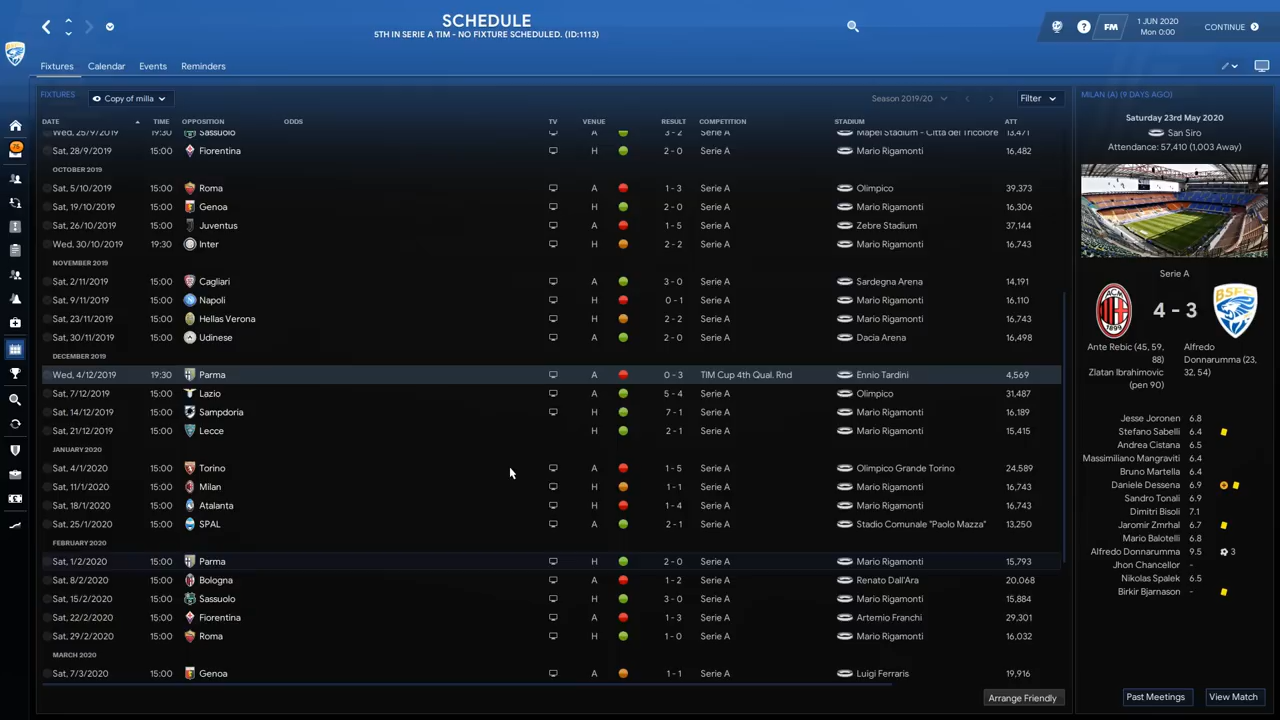 SCHEDULE
5TH IN SERIE A TIM - NO FIXTURE SCHEDULED. (ID:1113)
? FM 1 JUN 2020 Mon 0:00 CONTINUE
Fixtures Calendar Events Reminders
FIXTURES Copy of milla Season 2019/20 Filter
DATE TIME OPPOSITION ODDS TV VENUE RESULT COMPETITION STADIUM ATT
Wed, 25/9/2019 19:30 Sassuolo A 3 - 2 Serie A Mapei Stadium - Città del Tricolore 13,471
Sat, 28/9/2019 15:00 Fiorentina H 2 - 0 Serie A Mario Rigamonti 16,482
OCTOBER 2019
Sat, 5/10/2019 15:00 Roma A 1 - 3 Serie A Olimpico 39,373
Sat, 19/10/2019 15:00 Genoa H 2 - 0 Serie A Mario Rigamonti 16,306
Sat, 26/10/2019 15:00 Juventus A 1 - 5 Serie A Zebre Stadium 37,144
Wed, 30/10/2019 19:30 Inter H 2 - 2 Serie A Mario Rigamonti 16,743
NOVEMBER 2019
Sat, 2/11/2019 15:00 Cagliari A 3 - 0 Serie A Sardegna Arena 14,191
Sat, 9/11/2019 15:00 Napoli H 0 - 1 Serie A Mario Rigamonti 16,110
Sat, 23/11/2019 15:00 Hellas Verona H 2 - 2 Serie A Mario Rigamonti 16,743
Sat, 30/11/2019 15:00 Udinese A 2 - 0 Serie A Dacia Arena 16,498
DECEMBER 2019
Wed, 4/12/2019 19:30 Parma A 0 - 3 TIM Cup 4th Qual. Rnd Ennio Tardini 4,569
Sat, 7/12/2019 15:00 Lazio A 5 - 4 Serie A Olimpico 31,487
Sat, 14/12/2019 15:00 Sampdoria H 7 - 1 Serie A Mario Rigamonti 16,189
Sat, 21/12/2019 15:00 Lecce H 2 - 1 Serie A Mario Rigamonti 15,415
JANUARY 2020
Sat, 4/1/2020 15:00 Torino A 1 - 5 Serie A Olimpico Grande Torino 24,589
Sat, 11/1/2020 15:00 Milan H 1 - 1 Serie A Mario Rigamonti 16,743
Sat, 18/1/2020 15:00 Atalanta H 1 - 4 Serie A Mario Rigamonti 16,743
Sat, 25/1/2020 15:00 SPAL A 2 - 1 Serie A Stadio Comunale "Paolo Mazza" 13,250
FEBRUARY 2020
Sat, 1/2/2020 15:00 Parma H 2 - 0 Serie A Mario Rigamonti 15,793
Sat, 8/2/2020 15:00 Bologna A 1 - 2 Serie A Renato Dall'Ara 20,068
Sat, 15/2/2020 15:00 Sassuolo H 3 - 0 Serie A Mario Rigamonti 15,884
Sat, 22/2/2020 15:00 Fiorentina A 1 - 3 Serie A Artemio Franchi 29,301
Sat, 29/2/2020 15:00 Roma H 1 - 0 Serie A Mario Rigamonti 16,032
MARCH 2020
Sat, 7/3/2020 15:00 Genoa A 1 - 1 Serie A Luigi Ferraris 19,916
Arrange Friendly
MILAN (A) (9 DAYS AGO)
Saturday 23rd May 2020
San Siro
Attendance: 57,410 (1,003 Away)
Serie A
4 - 3
Ante Rebic (45, 59, 88)
Zlatan Ibrahimovic (pen 90)
Alfredo Donnarumma (23, 32, 54)
Jesse Joronen 6.8
Stefano Sabelli 6.4
Andrea Cistana 6.5
Massimiliano Mangraviti 6.4
Bruno Martella 6.4
Daniele Dessena 6.9
Sandro Tonali 6.9
Dimitri Bisoli 7.1
Jaromir Zmrhal 6.7
Mario Balotelli 6.8
Alfredo Donnarumma 9.5 3
Jhon Chancellor -
Nikolas Spalek 6.5
Birkir Bjarnason -
Past Meetings View Match